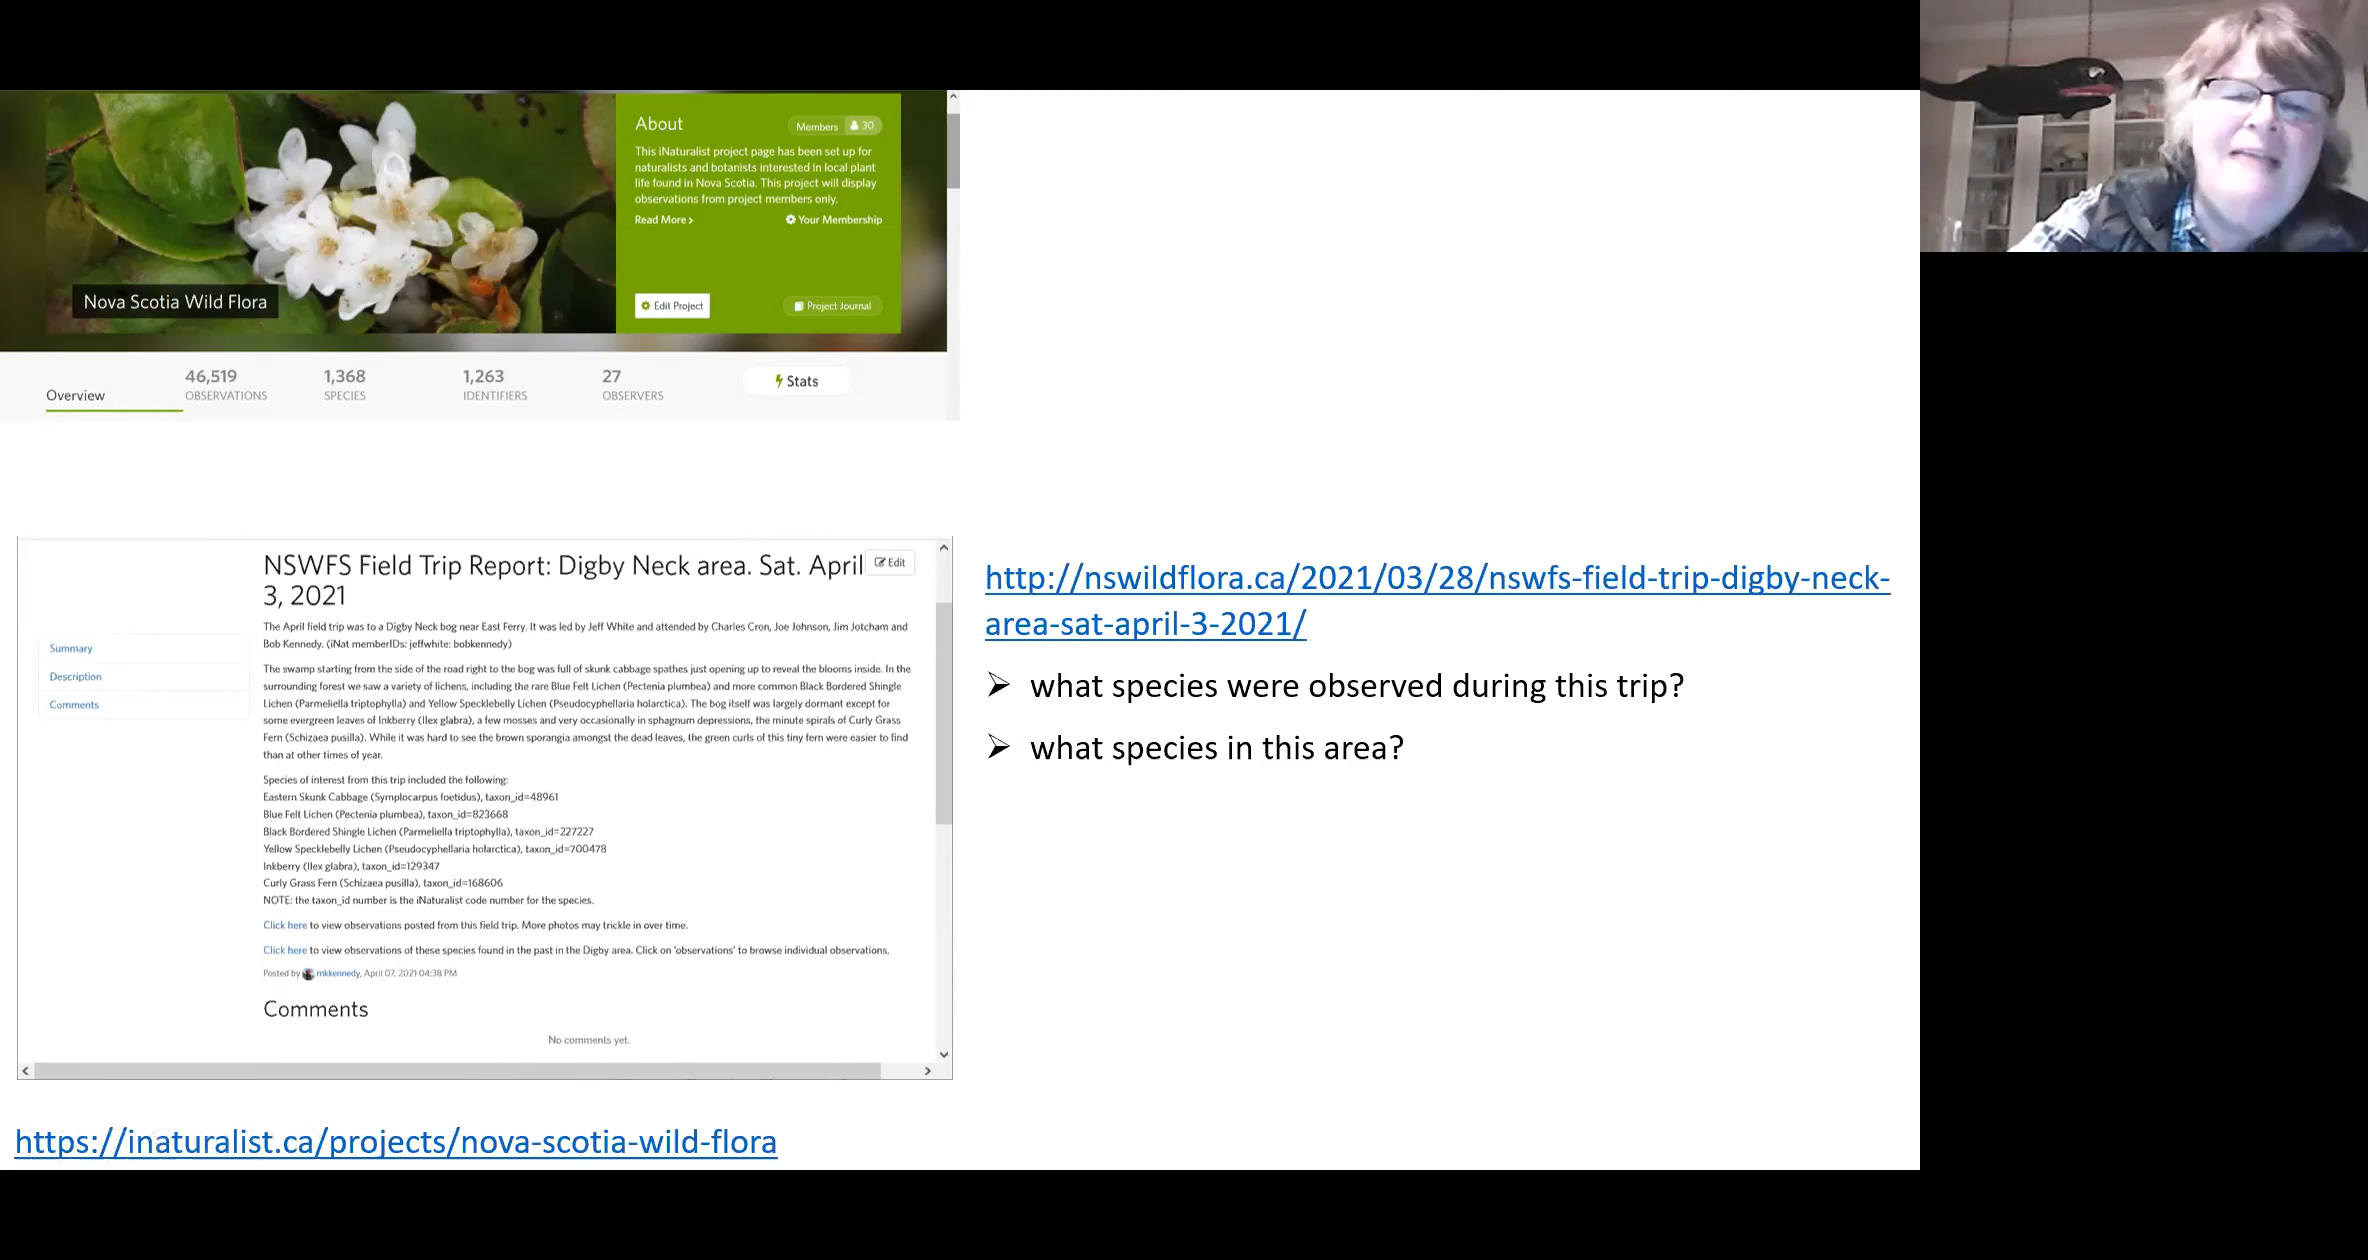 About
Members 30
This iNaturalist project page has been set up for
naturalists and botanists interested in local plant
life found in Nova Scotia. This project will display
observations from project members only.
Read More >
Your Membership
Nova Scotia Wild Flora
Edit Project
Project Journal
Overview
46,519
OBSERVATIONS
1,368
SPECIES
1,263
IDENTIFIERS
27
OBSERVERS
Stats
NSWFS Field Trip Report: Digby Neck area. Sat. April
3, 2021
Edit
Summary
Description
Comments
The April field trip was to a Digby Neck bog near East Ferry. It was led by Jeff White and attended by Charles Cron, Joe Johnson, Jim Jotcham and
Bob Kennedy. (iNat memberIDs: jeffwhite: bobkennedy)
The swamp starting from the side of the road right to the bog was full of skunk cabbage spathes just opening up to reveal the blooms inside. In the
surrounding forest we saw a variety of lichens, including the rare Blue Felt Lichen (Pectenia plumbea) and more common Black Bordered Shingle
Lichen (Parmeliella triptophylla) and Yellow Specklebelly Lichen (Pseudocyphellaria holarctica). The bog itself was largely dormant except for
some evergreen leaves of Inkberry (Ilex glabra), a few mosses and very occasionally in sphagnum depressions, the minute spirals of Curly Grass
Fern (Schizaea pusilla). While it was hard to see the brown sporangia amongst the dead leaves, the green curls of this tiny fern were easier to find
than at other times of year.
Species of interest from this trip included the following:
Eastern Skunk Cabbage (Symplocarpus foetidus), taxon_id=48961
Blue Felt Lichen (Pectenia plumbea), taxon_id=823668
Black Bordered Shingle Lichen (Parmeliella triptophylla), taxon_id=227227
Yellow Specklebelly Lichen (Pseudocyphellaria holarctica), taxon_id=700478
Inkberry (Ilex glabra), taxon_id=129347
Curly Grass Fern (Schizaea pusilla), taxon_id=168606
NOTE: the taxon_id number is the iNaturalist code number for the species.
Click here to view observations posted from this field trip. More photos may trickle in over time.
Click here to view observations of these species found in the past in the Digby area. Click on 'observations' to browse individual observations.
Posted by mkkennedy, April 07, 2021 04:38 PM
Comments
No comments yet.
http://nswildflora.ca/2021/03/28/nswfs-field-trip-digby-neck-
area-sat-april-3-2021/
what species were observed during this trip?
what species in this area?
https://inaturalist.ca/projects/nova-scotia-wild-flora